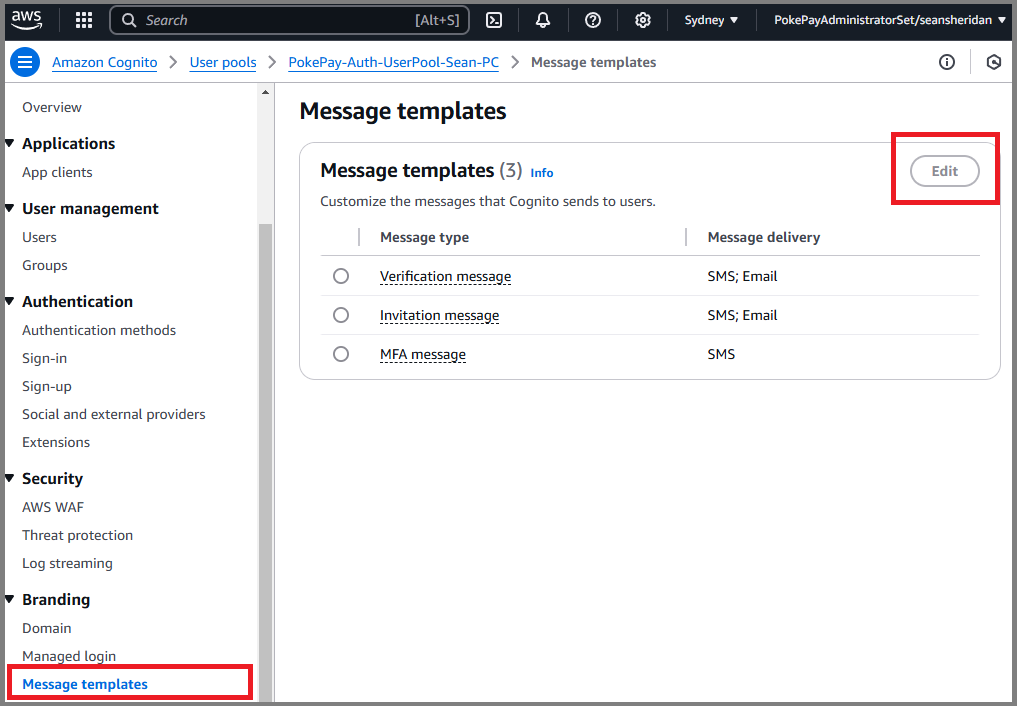 aws
Search [Alt+S]
Sydney
PokePayAdministratorSet/seansheridan
Amazon Cognito
User pools
PokePay-Auth-UserPool-Sean-PC
Message templates
Overview
Applications
App clients
User management
Users
Groups
Authentication
Authentication methods
Sign-in
Sign-up
Social and external providers
Extensions
Security
AWS WAF
Threat protection
Log streaming
Branding
Domain
Managed login
Message templates
Message templates
Message templates (3) Info
Edit
Customize the messages that Cognito sends to users.
Message type Message delivery
Verification message SMS; Email
Invitation message SMS; Email
MFA message SMS